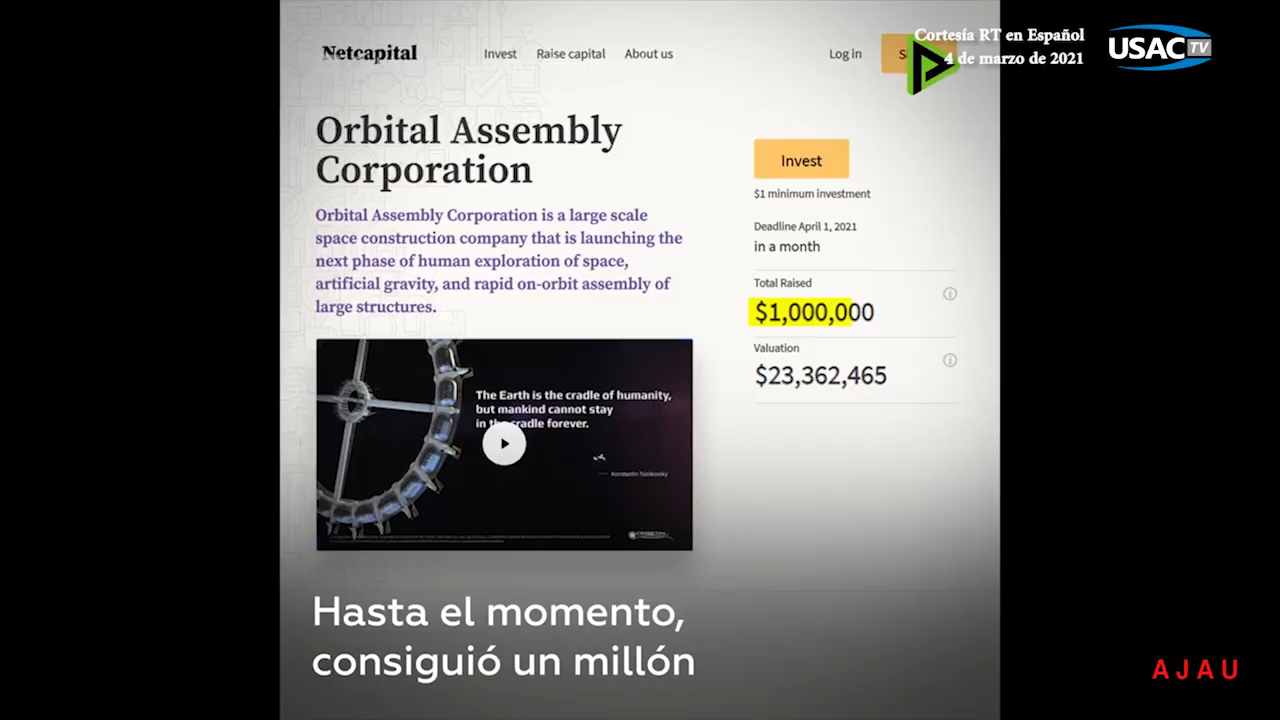 Netcapital
Invest
Raise capital
About us
Log in
Cortesía RT en Español
4 de marzo de 2021
USAC TV
Orbital Assembly
Corporation
Orbital Assembly Corporation is a large scale
space construction company that is launching the
next phase of human exploration of space,
artificial gravity, and rapid on-orbit assembly of
large structures.
Invest
$1 minimum investment
Deadline April 1, 2021
in a month
Total Raised
$1,000,000
Valuation
$23,362,465
The Earth is the cradle of humanity,
but mankind cannot stay
in the cradle forever.
Konstantin Tsiolkovsky
Hasta el momento,
consiguió un millón
AJAU